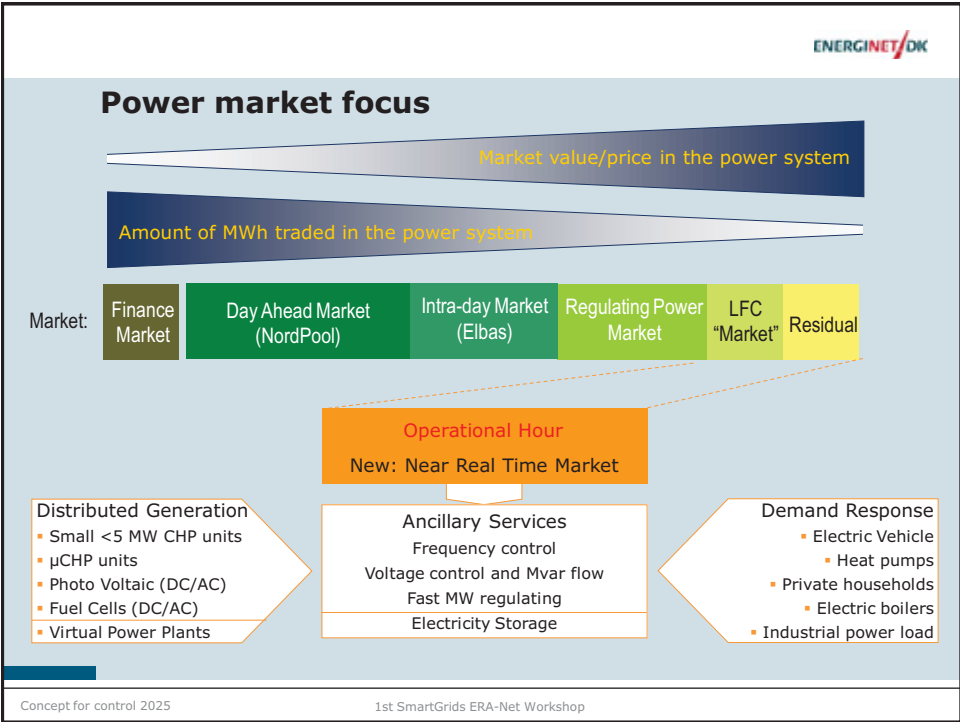 ENERGINET/DK
Power market focus
Market value/price in the power system
Amount of MWh traded in the power system
Market:
Finance
Market
Day Ahead Market
(NordPool)
Intra-day Market
(Elbas)
Regulating Power
Market
LFC
“Market”
Residual
Operational Hour
New: Near Real Time Market
Distributed Generation
▪ Small <5 MW CHP units
▪ µCHP units
▪ Photo Voltaic (DC/AC)
▪ Fuel Cells (DC/AC)
▪ Virtual Power Plants
Ancillary Services
Frequency control
Voltage control and Mvar flow
Fast MW regulating
Electricity Storage
Demand Response
▪ Electric Vehicle
▪ Heat pumps
▪ Private households
▪ Electric boilers
▪ Industrial power load
Concept for control 2025
1st SmartGrids ERA-Net Workshop